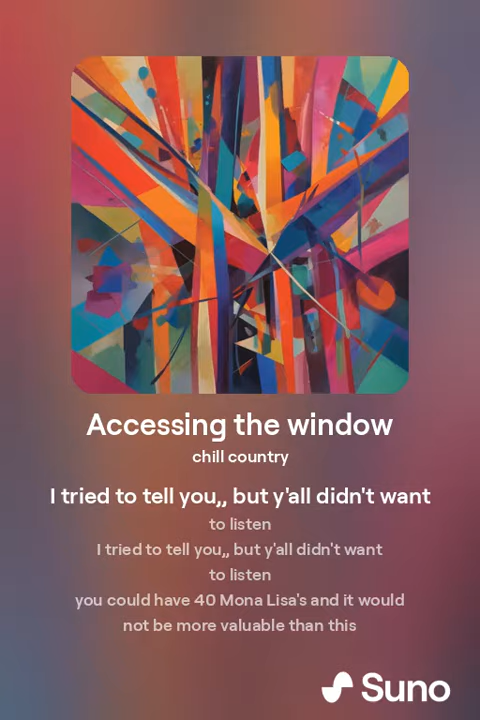 Accessing the window
chill country
I tried to tell you,, but y'all didn't want
to listen
I tried to tell you,, but y'all didn't want
to listen
you could have 40 Mona Lisa's and it would
not be more valuable than this
Suno